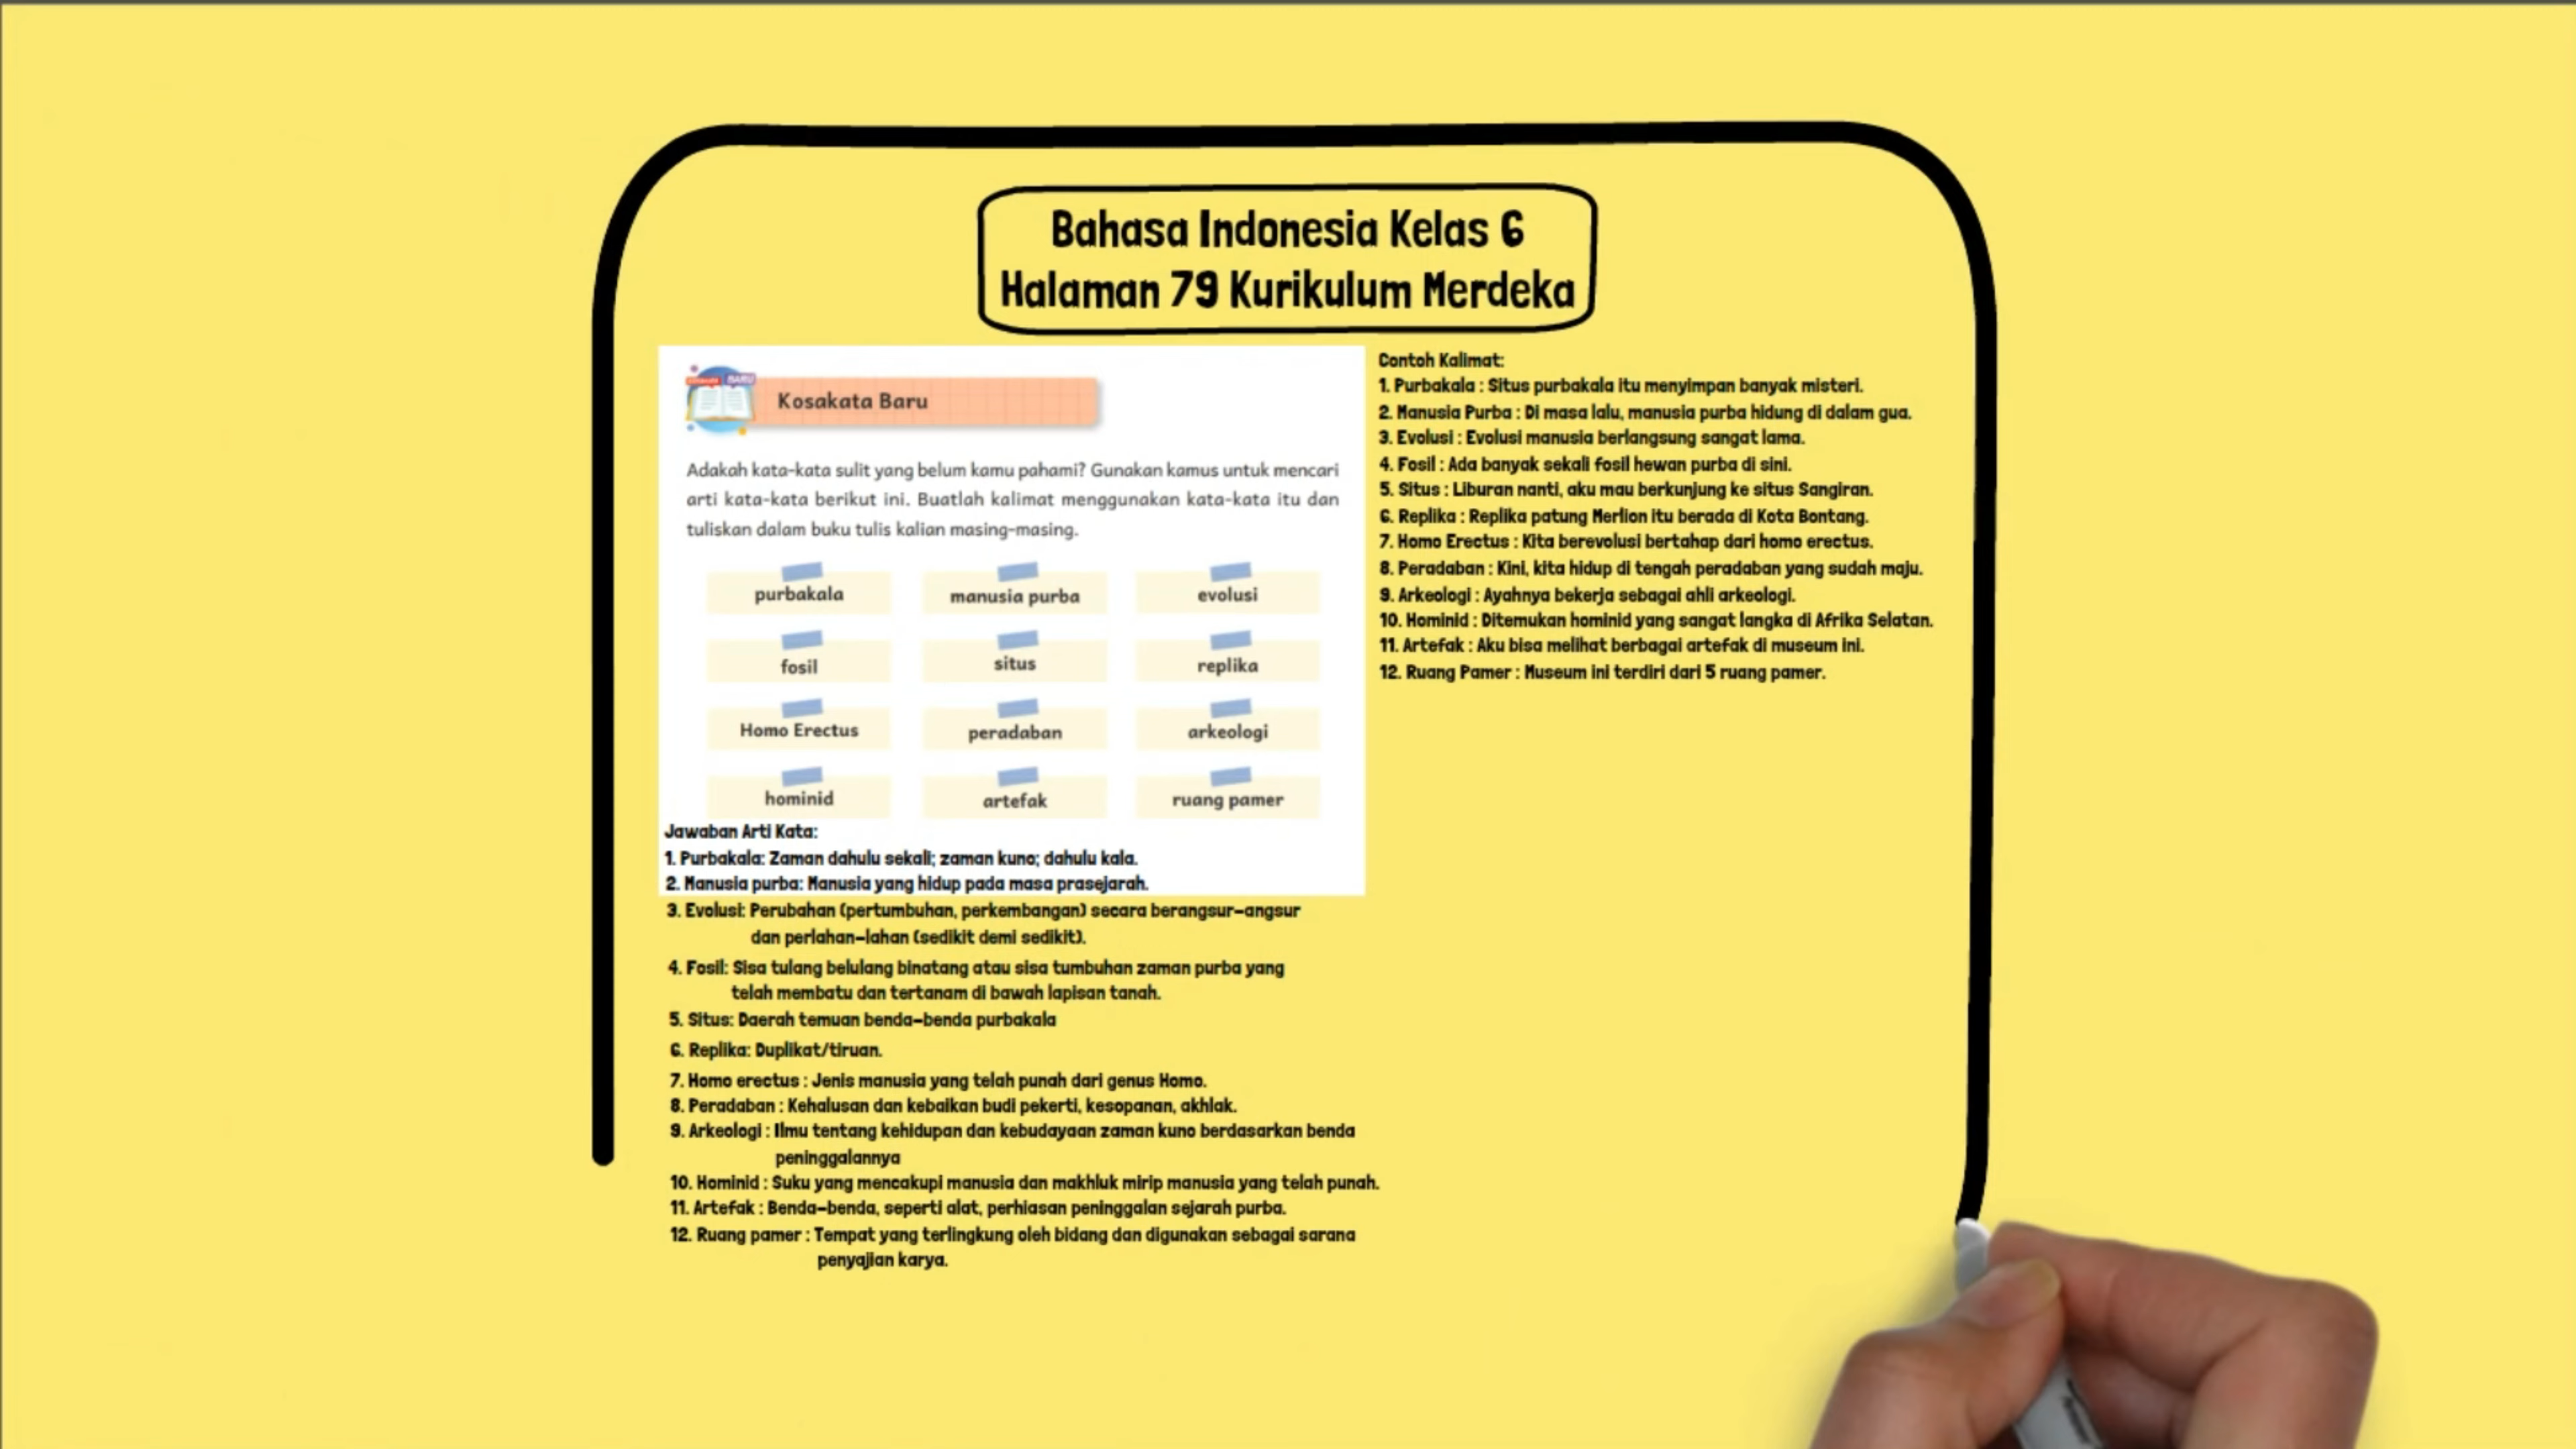 Bahasa Indonesia Kelas 6
Halaman 79 Kurikulum Merdeka
BARU
Kosakata Baru
Adakah kata-kata sulit yang belum kamu pahami? Gunakan kamus untuk mencari
arti kata-kata berikut ini. Buatlah kalimat menggunakan kata-kata itu dan
tuliskan dalam buku tulis kalian masing-masing.
purbakala
manusia purba
evolusi
fosil
situs
replika
Homo Erectus
peradaban
arkeologi
hominid
artefak
ruang pamer
Jawaban Arti Kata:
1. Purbakala: Zaman dahulu sekali; zaman kuno; dahulu kala.
2. Manusia purba: Manusia yang hidup pada masa prasejarah.
3. Evolusi: Perubahan (pertumbuhan, perkembangan) secara berangsur-angsur
dan perlahan-lahan (sedikit demi sedikit).
4. Fosil: Sisa tulang belulang binatang atau sisa tumbuhan zaman purba yang
telah membatu dan tertanam di bawah lapisan tanah.
5. Situs: Daerah temuan benda-benda purbakala
6. Replika: Duplikat/tiruan.
7. Homo erectus : Jenis manusia yang telah punah dari genus Homo.
8. Peradaban : Kehalusan dan kebaikan budi pekerti, kesopanan, akhlak.
9. Arkeologi : Ilmu tentang kehidupan dan kebudayaan zaman kuno berdasarkan benda
peninggalannya
10. Hominid : Suku yang mencakupi manusia dan makhluk mirip manusia yang telah punah.
11. Artefak : Benda-benda, seperti alat, perhiasan peninggalan sejarah purba.
12. Ruang pamer : Tempat yang terlingkung oleh bidang dan digunakan sebagai sarana
penyajian karya.
Contoh Kalimat:
1. Purbakala : Situs purbakala itu menyimpan banyak misteri.
2. Manusia Purba : Di masa lalu, manusia purba hidung di dalam gua.
3. Evolusi : Evolusi manusia berlangsung sangat lama.
4. Fosil : Ada banyak sekali fosil hewan purba di sini.
5. Situs : Liburan nanti, aku mau berkunjung ke situs Sangiran.
6. Replika : Replika patung Merlion itu berada di Kota Bontang.
7. Homo Erectus : Kita berevolusi bertahap dari homo erectus.
8. Peradaban : Kini, kita hidup di tengah peradaban yang sudah maju.
9. Arkeologi : Ayahnya bekerja sebagai ahli arkeologi.
10. Hominid : Ditemukan hominid yang sangat langka di Afrika Selatan.
11. Artefak : Aku bisa melihat berbagai artefak di museum ini.
12. Ruang Pamer : Museum ini terdiri dari 5 ruang pamer.